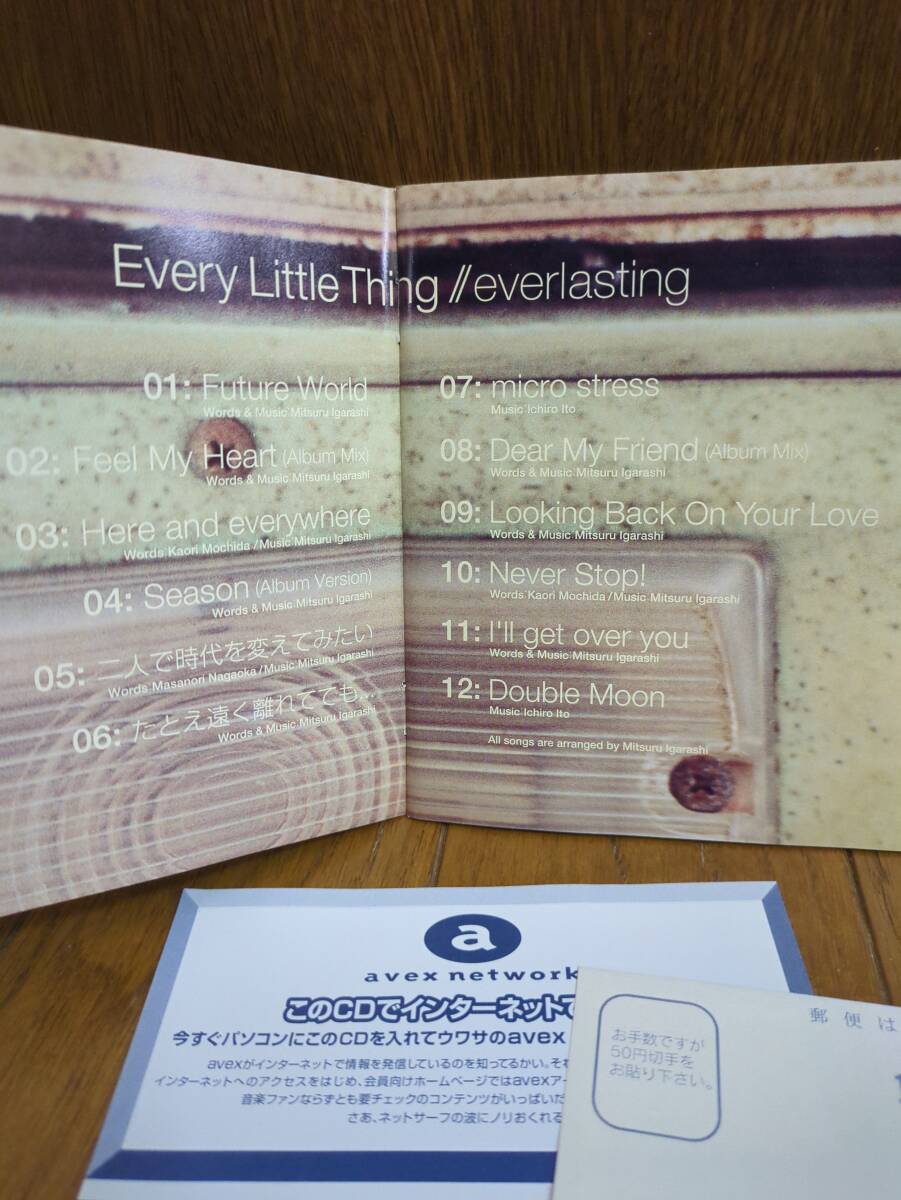 Every Little Thing //everlasting
01: Future World
Words & Music Mitsuru Igarashi
02: Feel My Heart (Album Mix)
Words & Music Mitsuru Igarashi
03: Here and everywhere
Words Kaori Mochida/Music Mitsuru Igarashi
04: Season (Album Version)
Words & Music Mitsuru Igarashi
05: 二人で時代を変えてみたい
Words Masanori Nagaoka/Music Mitsuru Igarashi
06: たとえ遠く離れてても...
Words & Music Mitsuru Igarashi
07: micro stress
Music Ichiro Ito
08: Dear My Friend (Album Mix)
Words & Music Mitsuru Igarashi
09: Looking Back On Your Love
Words & Music Mitsuru Igarashi
10: Never Stop!
Words Kaori Mochida/Music Mitsuru Igarashi
11: I'll get over you
Words & Music Mitsuru Igarashi
12: Double Moon
Music Ichiro Ito
All songs are arranged by Mitsuru Igarashi
a
avex network
このCDでインターネットで
今すぐパソコンにこのCDを入れてウワサのavex
avexがインターネットで情報を発信しているのを知ってるかい。それ
インターネットへのアクセスをはじめ、会員向けホームページではavexアー
音楽ファンならずとも要チェックのコンテンツがいっぱいだ
さあ、ネットサーフの波にノリおくれる
郵便は
お手数ですが
50円切手を
お貼り下さい。